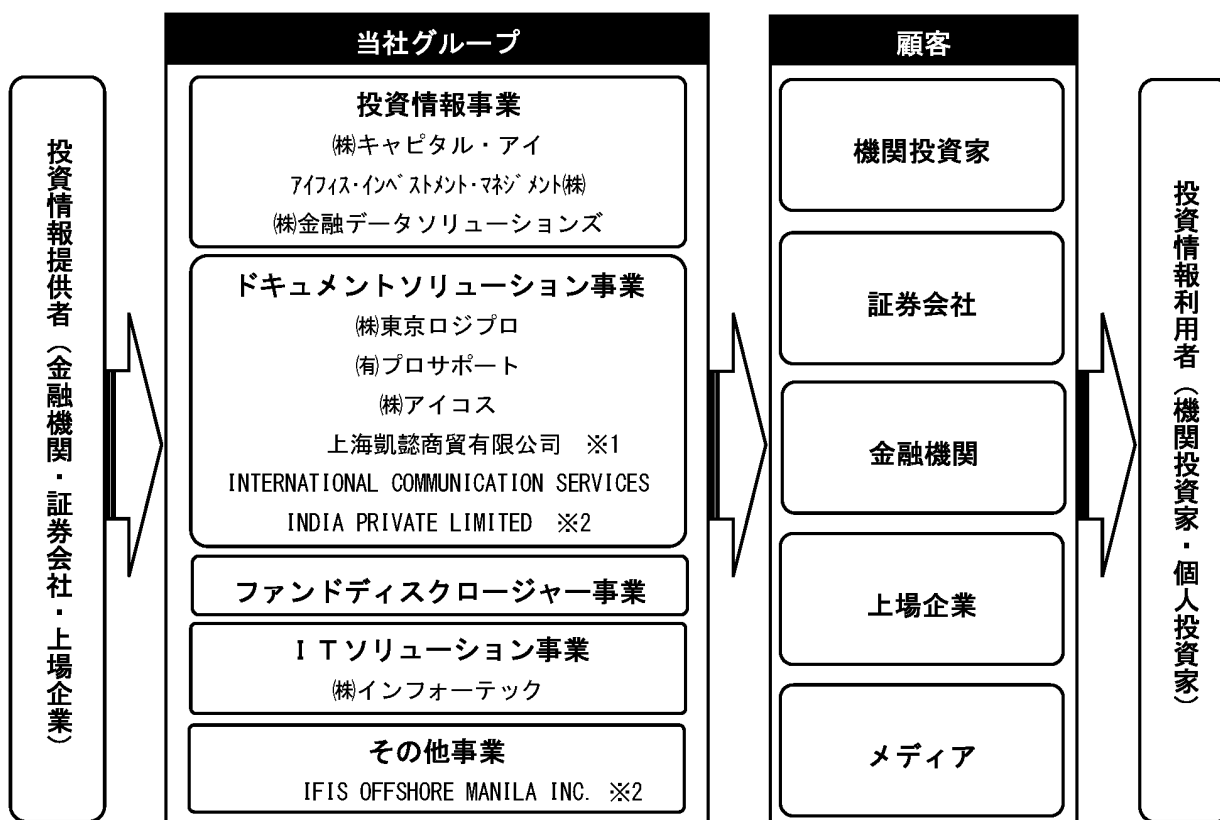 投資情報提供者（金融機関・証券会社・上場企業）
当社グループ
投資情報事業
㈱キャピタル・アイ
ｱｲﾌｨｽ・ｲﾝﾍﾞｽﾄﾒﾝﾄ・ﾏﾈｼﾞﾒﾝﾄ㈱
㈱金融データソリューションズ
ドキュメントソリューション事業
㈱東京ロジプロ
㈲プロサポート
㈱アイコス
上海凱懿商貿有限公司　※1
INTERNATIONAL COMMUNICATION SERVICES
INDIA PRIVATE LIMITED　※2
ファンドディスクロージャー事業
ＩＴソリューション事業
㈱インフォーテック
その他事業
IFIS OFFSHORE MANILA INC.　※2
顧客
機関投資家
証券会社
金融機関
上場企業
メディア
投資情報利用者（機関投資家・個人投資家）